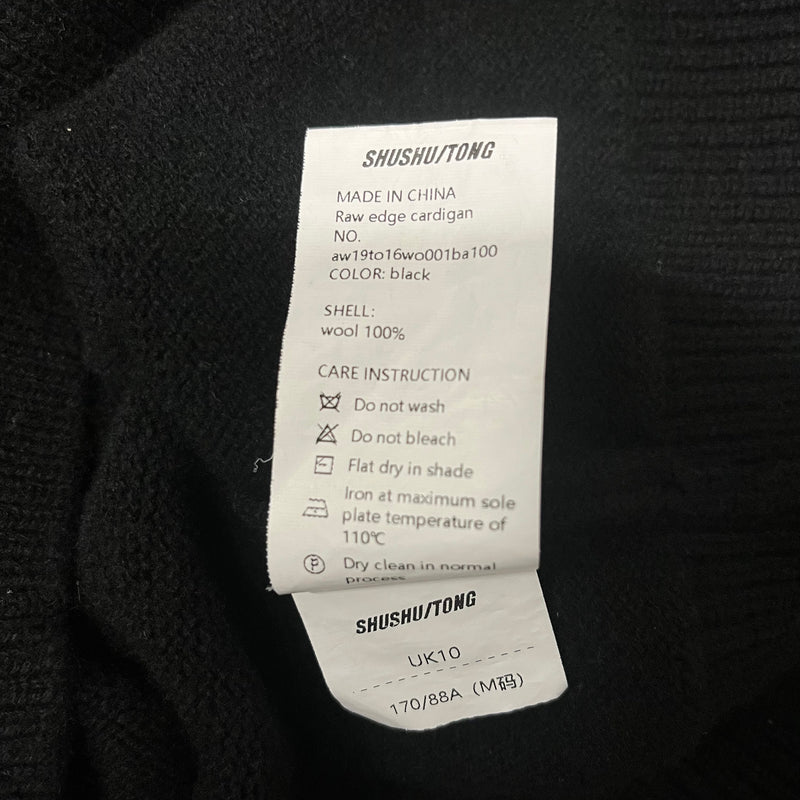 SHUSHU/TONG
MADE IN CHINA
Raw edge cardigan
NO.
aw19to16wo001ba100
COLOR: black
SHELL:
wool 100%
CARE INSTRUCTION
Do not wash
Do not bleach
Flat dry in shade
Iron at maximum sole
plate temperature of
110℃
P Dry clean in normal
process
SHUSHU/TONG
UK10
170/88A (M码)